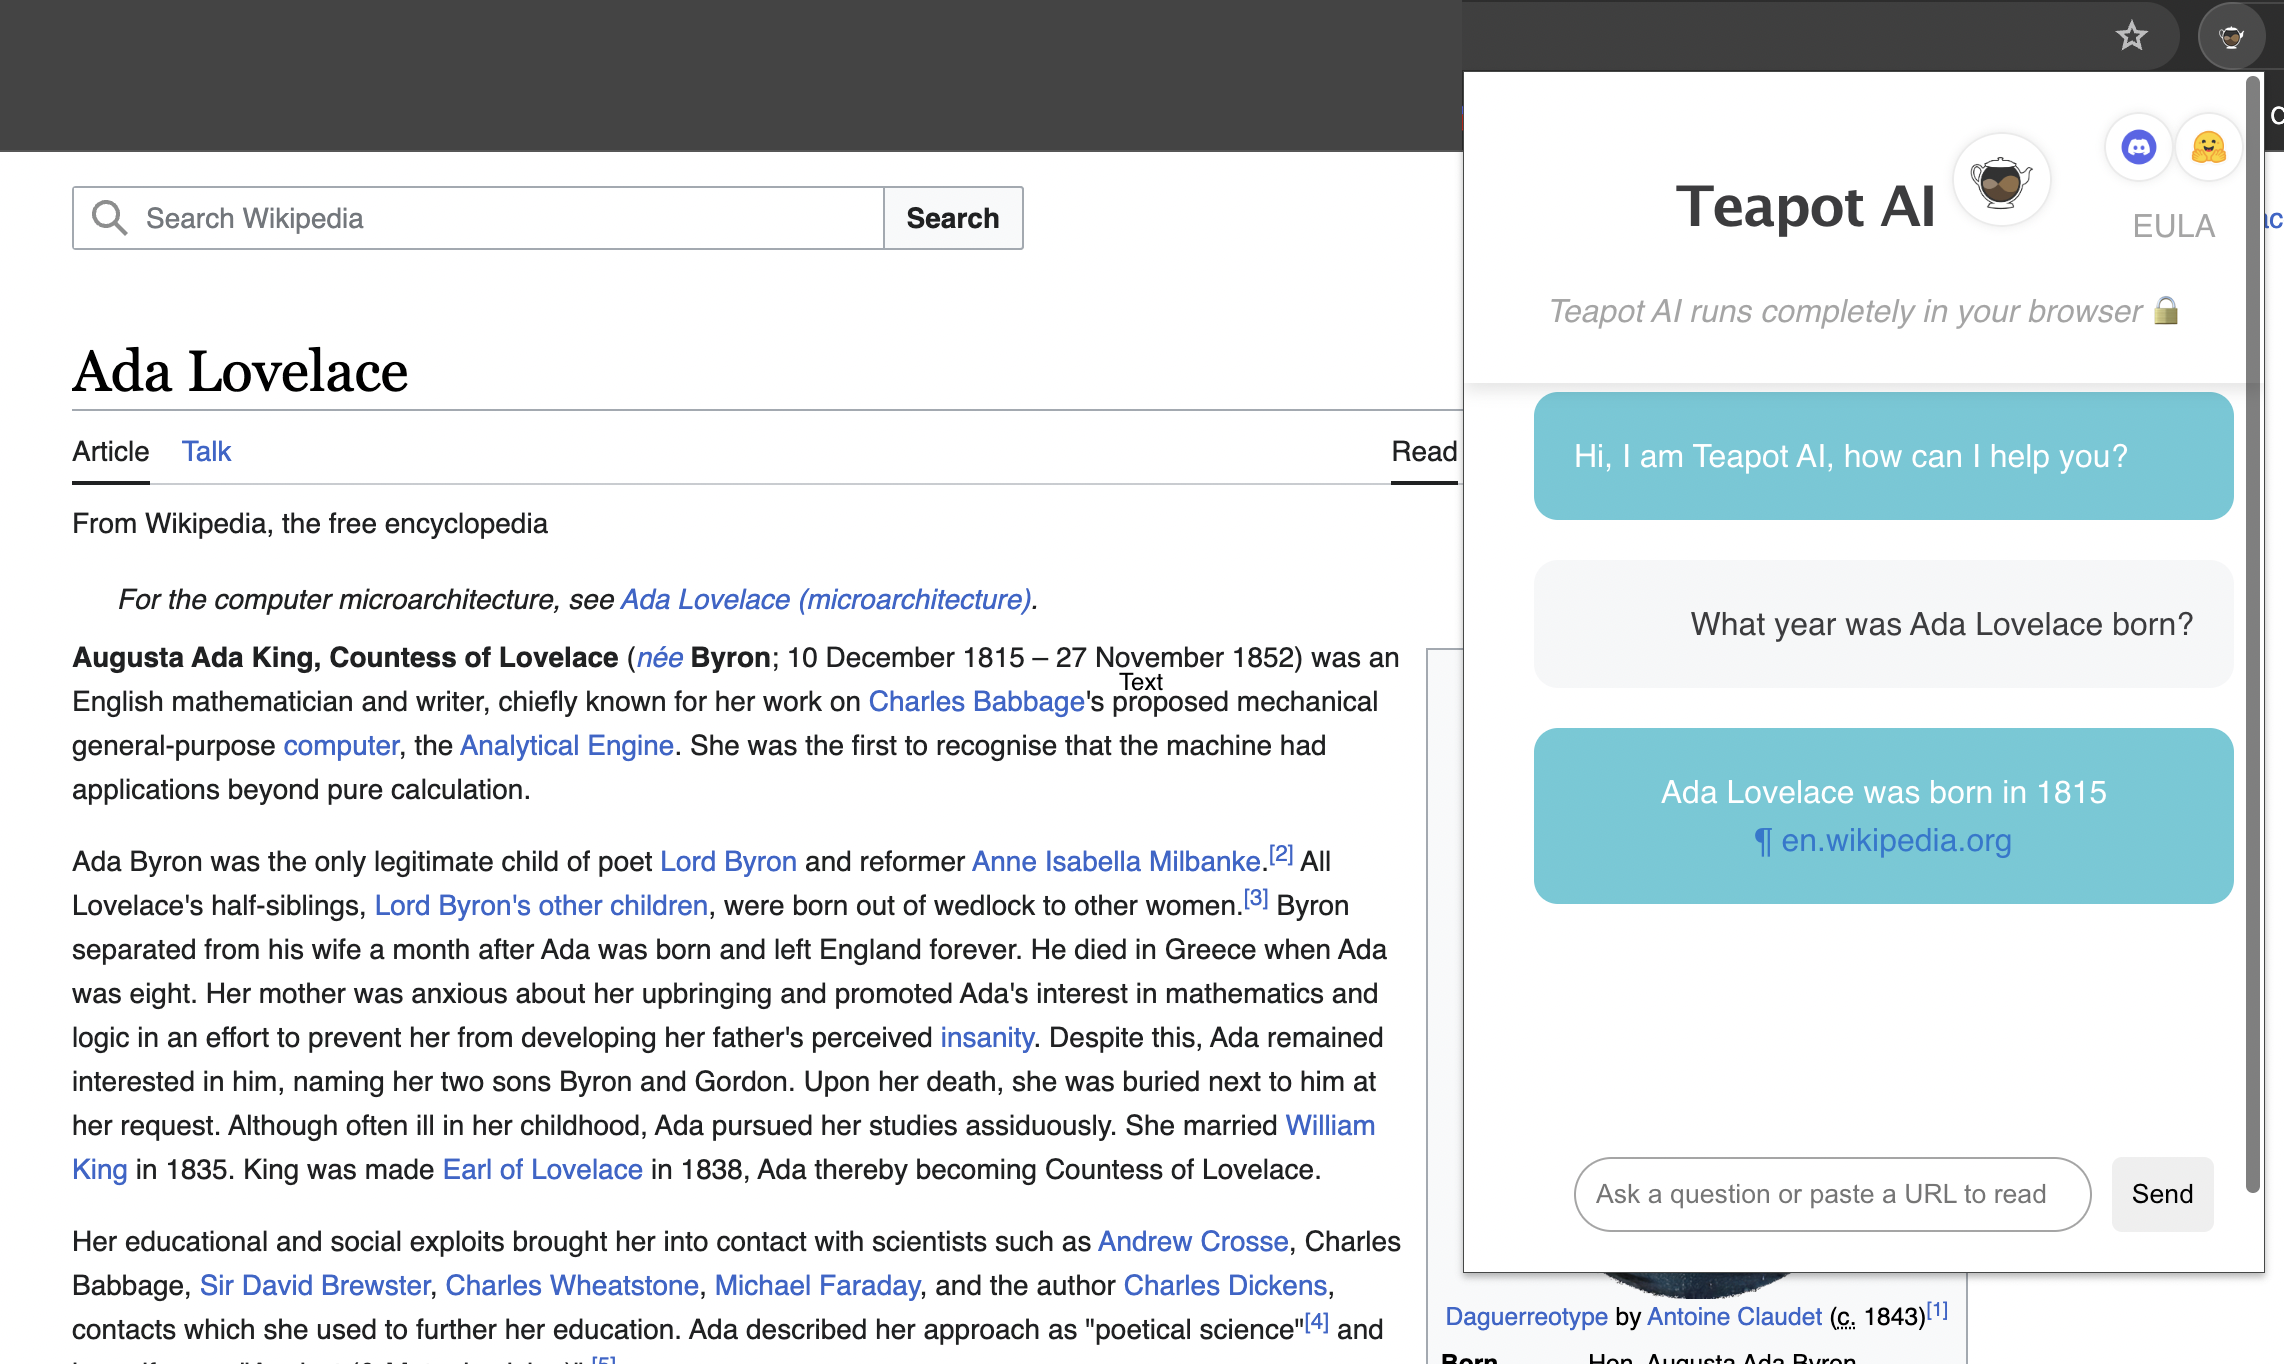 Search Wikipedia
Search
Ada Lovelace
Article Talk
Read
From Wikipedia, the free encyclopedia
For the computer microarchitecture, see Ada Lovelace (microarchitecture).
Augusta Ada King, Countess of Lovelace (née Byron; 10 December 1815 – 27 November 1852) was an
Text
English mathematician and writer, chiefly known for her work on Charles Babbage's proposed mechanical
general-purpose computer, the Analytical Engine. She was the first to recognise that the machine had
applications beyond pure calculation.
Ada Byron was the only legitimate child of poet Lord Byron and reformer Anne Isabella Milbanke.[2] All
Lovelace's half-siblings, Lord Byron's other children, were born out of wedlock to other women.[3] Byron
separated from his wife a month after Ada was born and left England forever. He died in Greece when Ada
was eight. Her mother was anxious about her upbringing and promoted Ada's interest in mathematics and
logic in an effort to prevent her from developing her father's perceived insanity. Despite this, Ada remained
interested in him, naming her two sons Byron and Gordon. Upon her death, she was buried next to him at
her request. Although often ill in her childhood, Ada pursued her studies assiduously. She married William
King in 1835. King was made Earl of Lovelace in 1838, Ada thereby becoming Countess of Lovelace.
Her educational and social exploits brought her into contact with scientists such as Andrew Crosse, Charles
Babbage, Sir David Brewster, Charles Wheatstone, Michael Faraday, and the author Charles Dickens,
contacts which she used to further her education. Ada described her approach as "poetical science"[4] and
[5]
Teapot AI
EULA
Teapot AI runs completely in your browser
Hi, I am Teapot AI, how can I help you?
What year was Ada Lovelace born?
Ada Lovelace was born in 1815
¶ en.wikipedia.org
Ask a question or paste a URL to read
Send
Daguerreotype by Antoine Claudet (c. 1843)[1]
Born Hon. Augusta Ada Byron